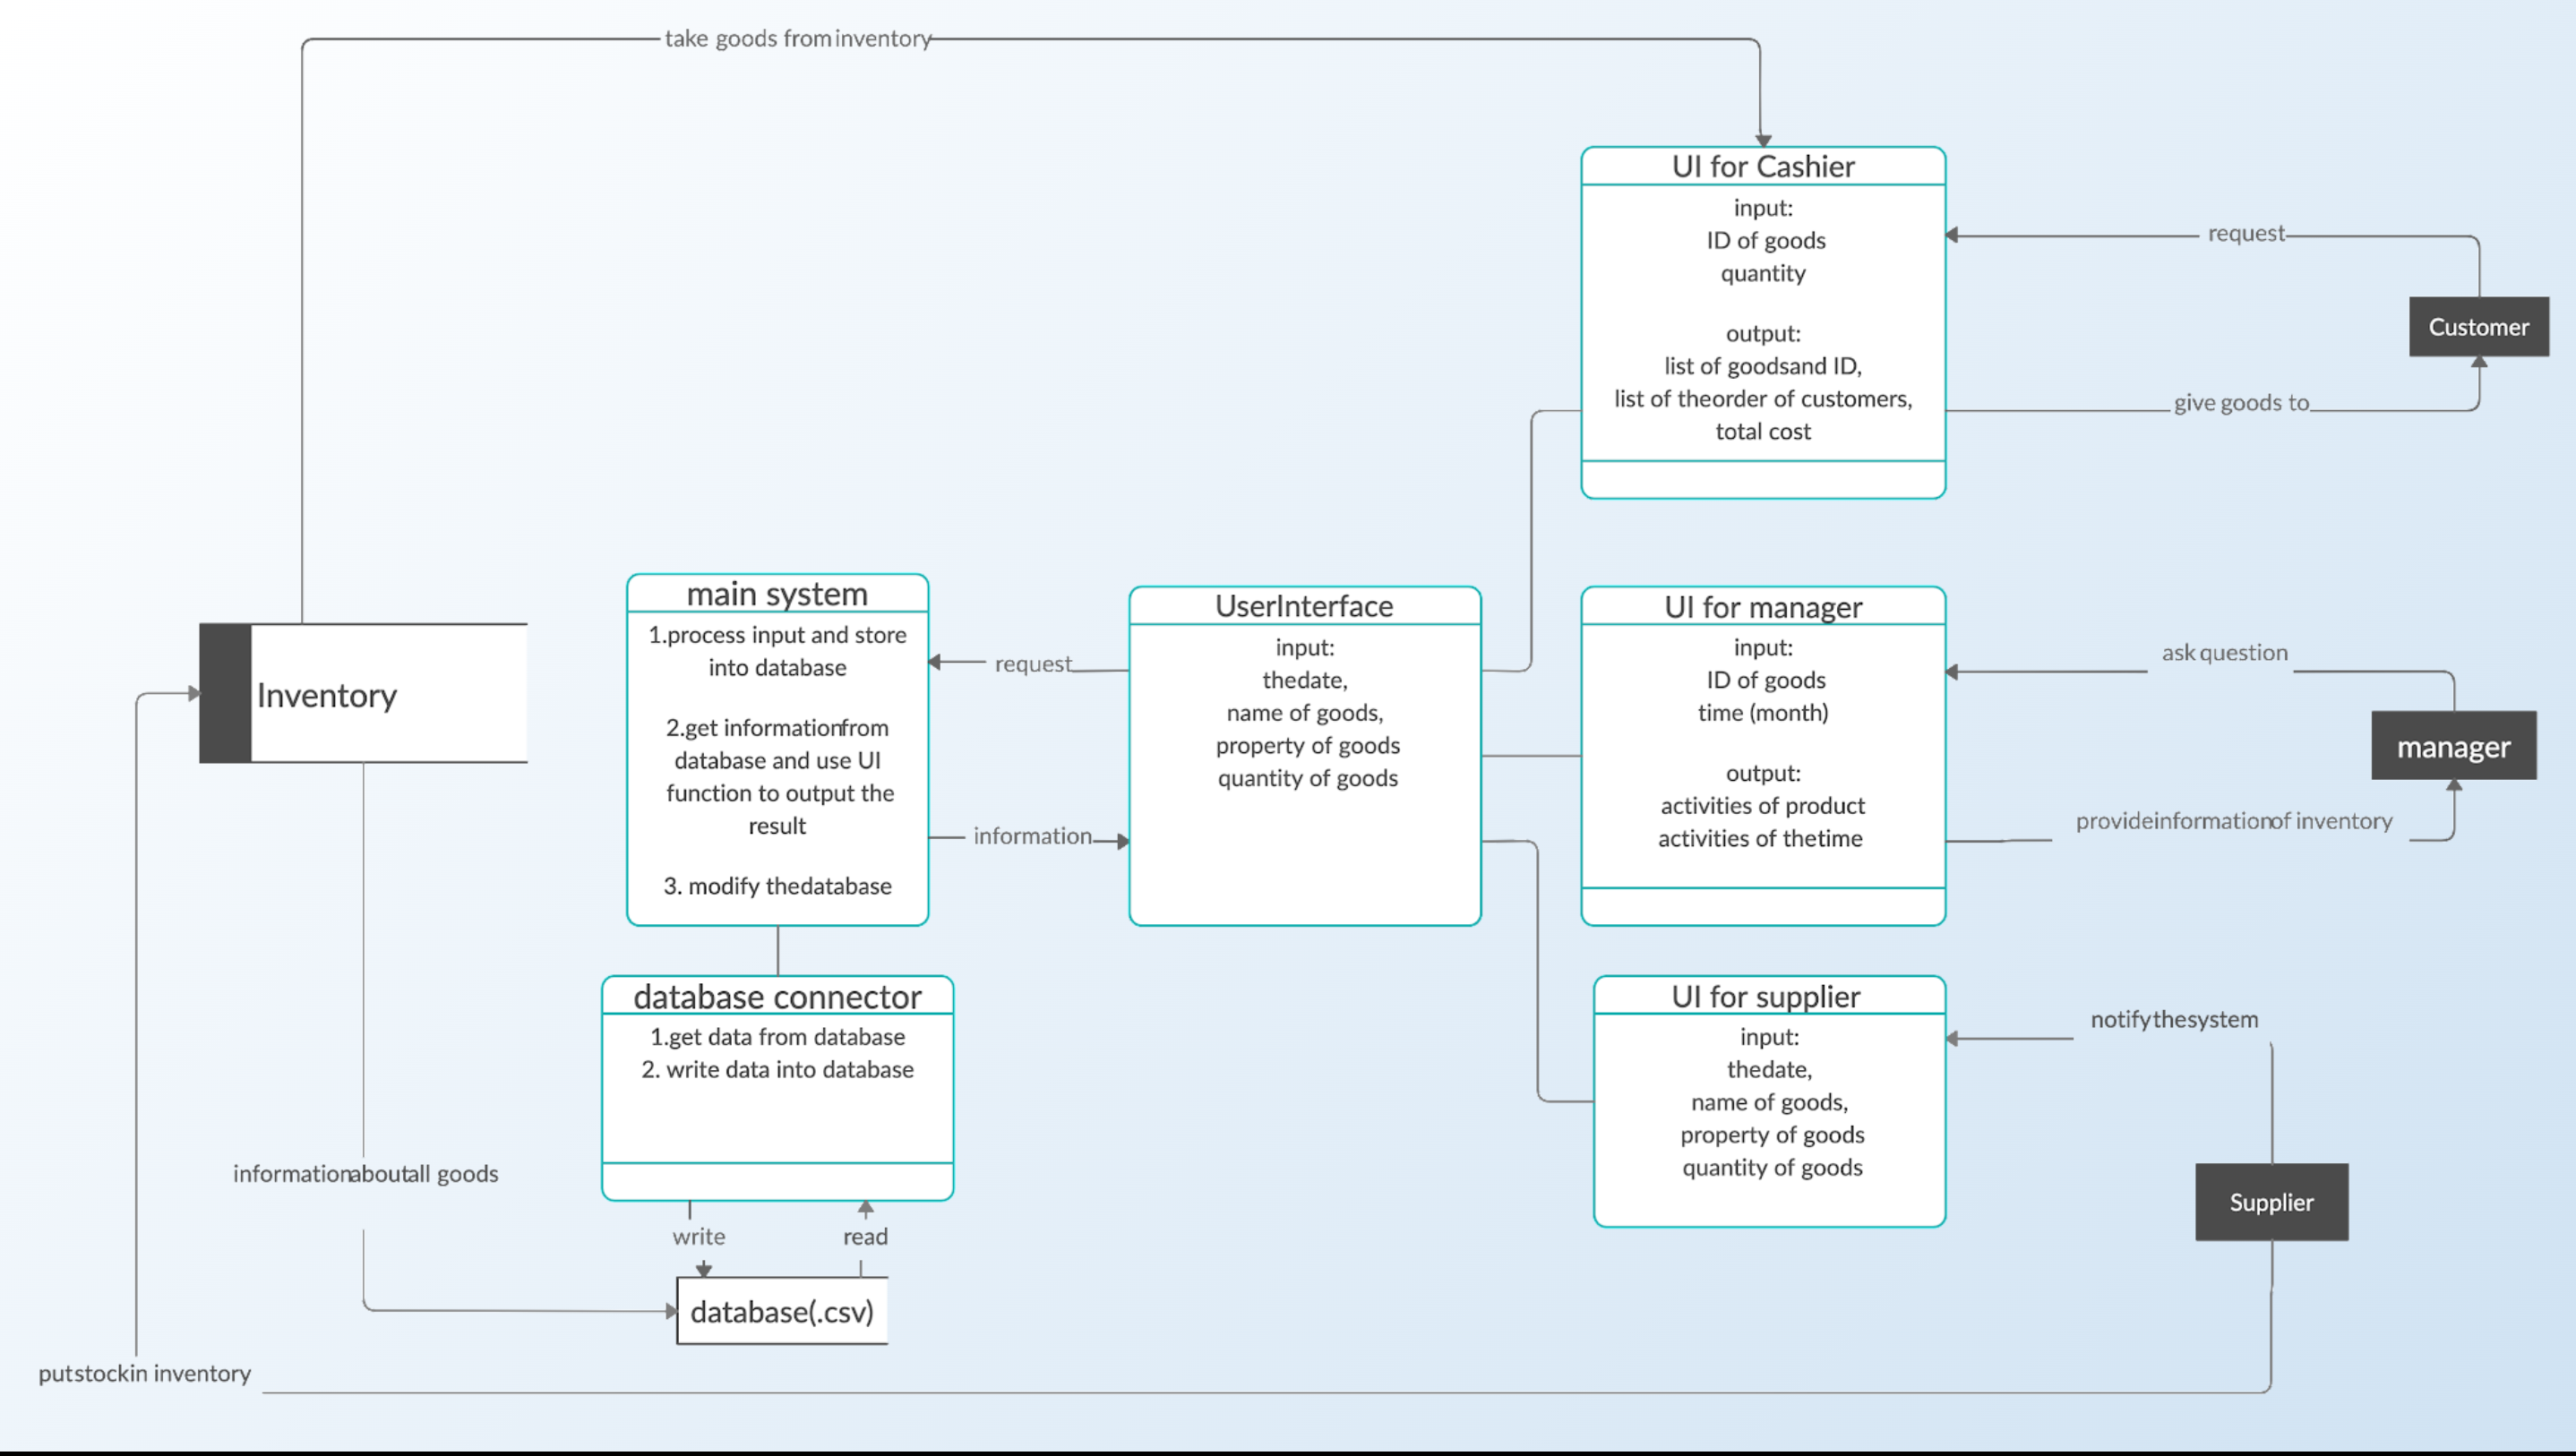 take goods from inventory
UI for Cashier
input:
ID of goods
quantity
output:
list of goodsand ID,
list of theorder of customers,
total cost
request
Customer
give goods to
Inventory
main system
1.process input and store
into database
2.get informationfrom
database and use UI
function to output the
result
3. modify thedatabase
request
information
UserInterface
input:
thedate,
name of goods,
property of goods
quantity of goods
UI for manager
input:
ID of goods
time (month)
output:
activities of product
activities of thetime
ask question
manager
provideinformationof inventory
database connector
1.get data from database
2. write data into database
UI for supplier
input:
thedate,
name of goods,
property of goods
quantity of goods
notifythesystem
Supplier
informationaboutall goods
write
read
database(.csv)
putstockin inventory